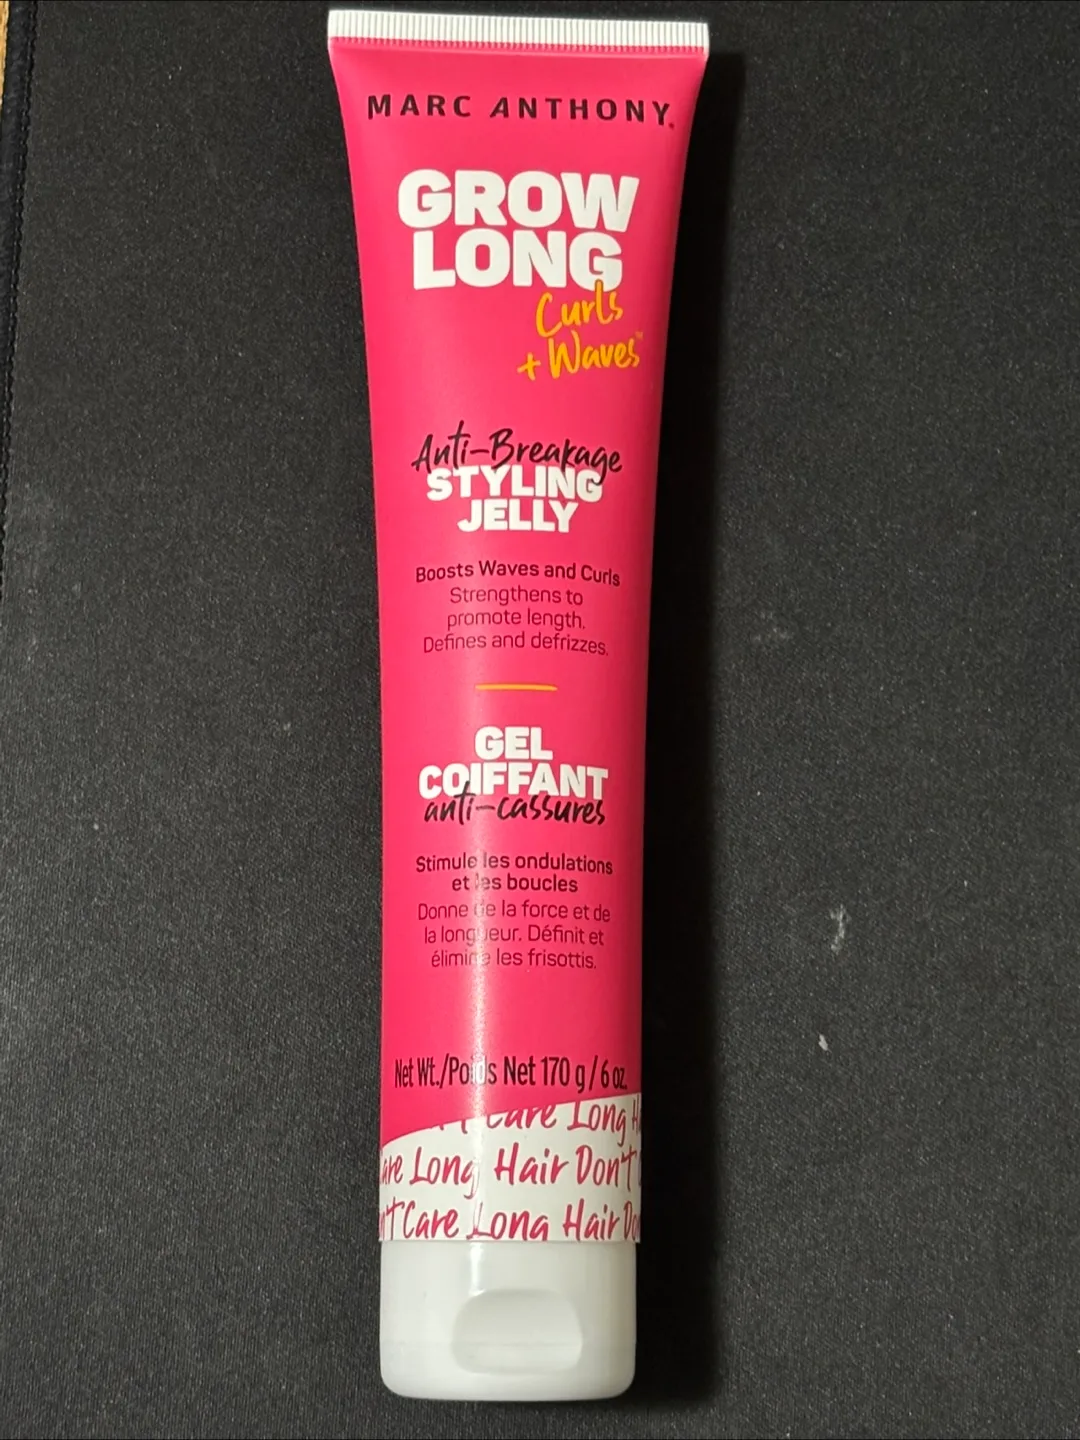 MARC ANTHONY®
GROW
LONG
Curls
+ Waves™
Anti-Breakage
STYLING
JELLY
Boosts Waves and Curls
Strengthens to
promote length.
Defines and defrizzes.
GEL
COIFFANT
anti-cassures
Stimule les ondulations
et les boucles
Donne de la force et de
la longueur. Définit et
élimine les frisottis.
Net Wt./Poids Net 170 g / 6 oz.
Care Long
Care Long Hair Don't
Care Long Hair